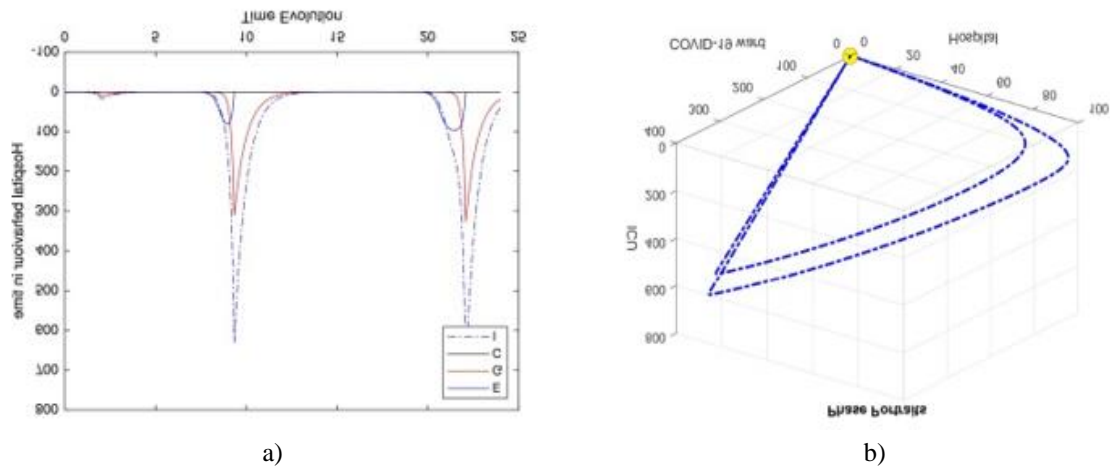 Time Evolution
0 5 10 15 20 25
-100
0
100
200
300
400
500
600
700
800
Hospital behaviour, in
I
C
G
E
a)
COVID-19 ward
Hospital
0 0
100 20
200 40
300 60
400 80
0 100
200
400
600
800
ICU
Phase Portraits
b)